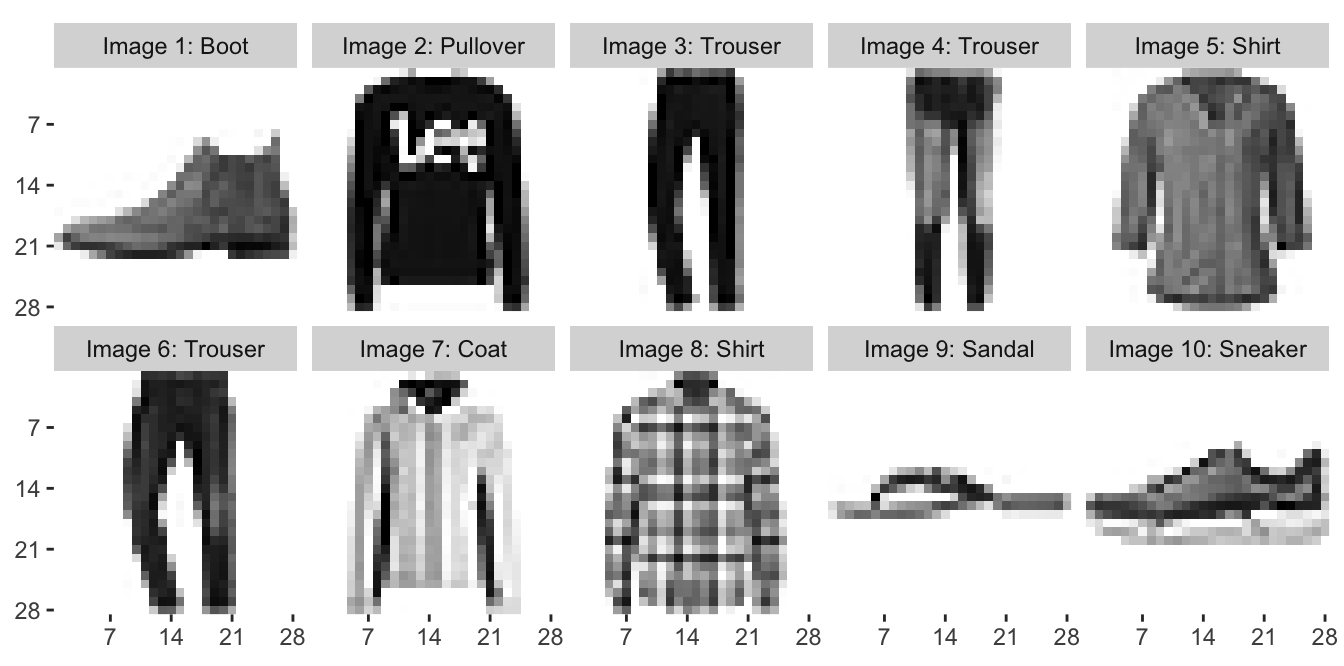 Image 1: Boot
Image 2: Pullover
Image 3: Trouser
Image 4: Trouser
Image 5: Shirt
7
14
21
28
Image 6: Trouser
Image 7: Coat
Image 8: Shirt
Image 9: Sandal
Image 10: Sneaker
7
14
21
28
7 14 21 28
7 14 21 28
7 14 21 28
7 14 21 28
7 14 21 28